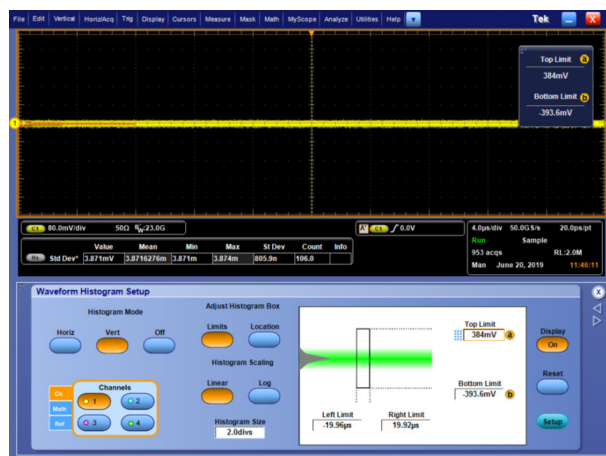 File Edit Vertical Horiz/Acq Trig Display Cursors Measure Mask Math MyScope Analyze Utilities Help Tek X
Top Limit a
384mV
Bottom Limit b
-393.6mV
1
C1 80.0mV/div 50Ω BW:23.0G
A' C1 / 0.0V
4.0µs/div 50.0GS/s 20.0ps/pt
Run Sample
953 acqs RL:2.0M
Man June 20, 2019 11:46:11
Value Mean Min Max St Dev Count Info
Std Dev* 3.871mV 3.8716276m 3.871m 3.874m 805.9n 106.0
Waveform Histogram Setup X
Histogram Mode
Horiz Vert Off
Adjust Histogram Box
Limits Location
Histogram Scaling
Linear Log
Histogram Size
2.0divs
Ch
Math
Ref
Channels
1 2
3 4
Top Limit
384mV a
Bottom Limit
-393.6mV b
Left Limit Right Limit
-19.96µs 19.92µs
Display
On
Reset
Setup